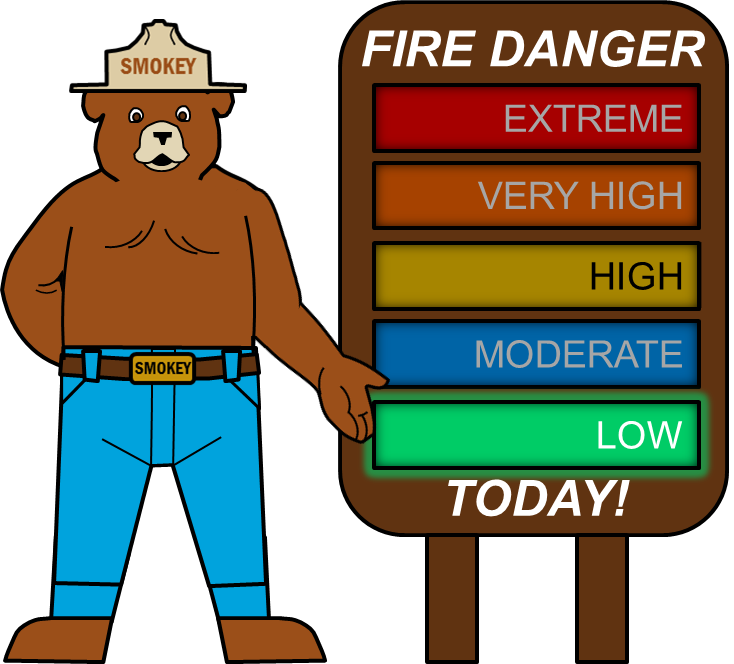 SMOKEY
FIRE DANGER
EXTREME
VERY HIGH
HIGH
MODERATE
SMOKEY
LOW
TODAY!